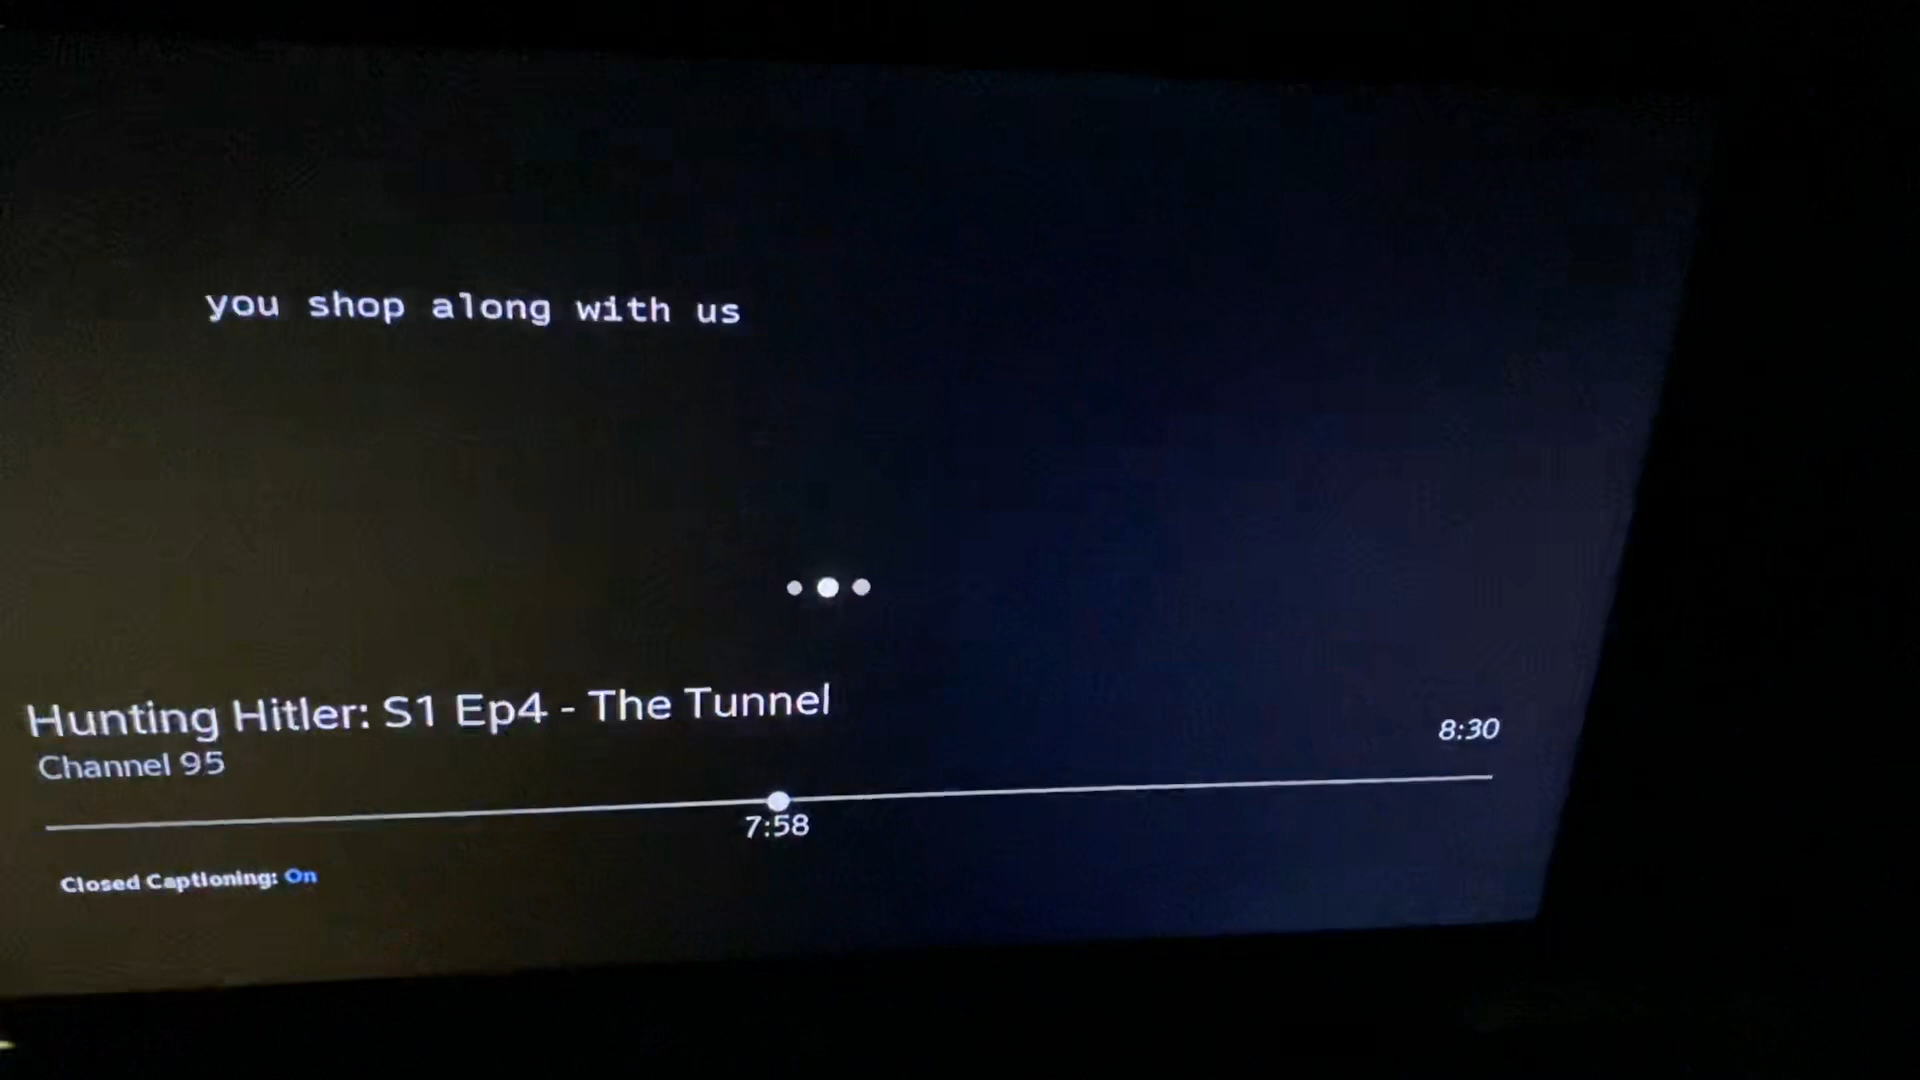 you shop along with us
Hunting Hitler: S1 Ep4 - The Tunnel
Channel 95
8:30
7:58
Closed Captioning: On